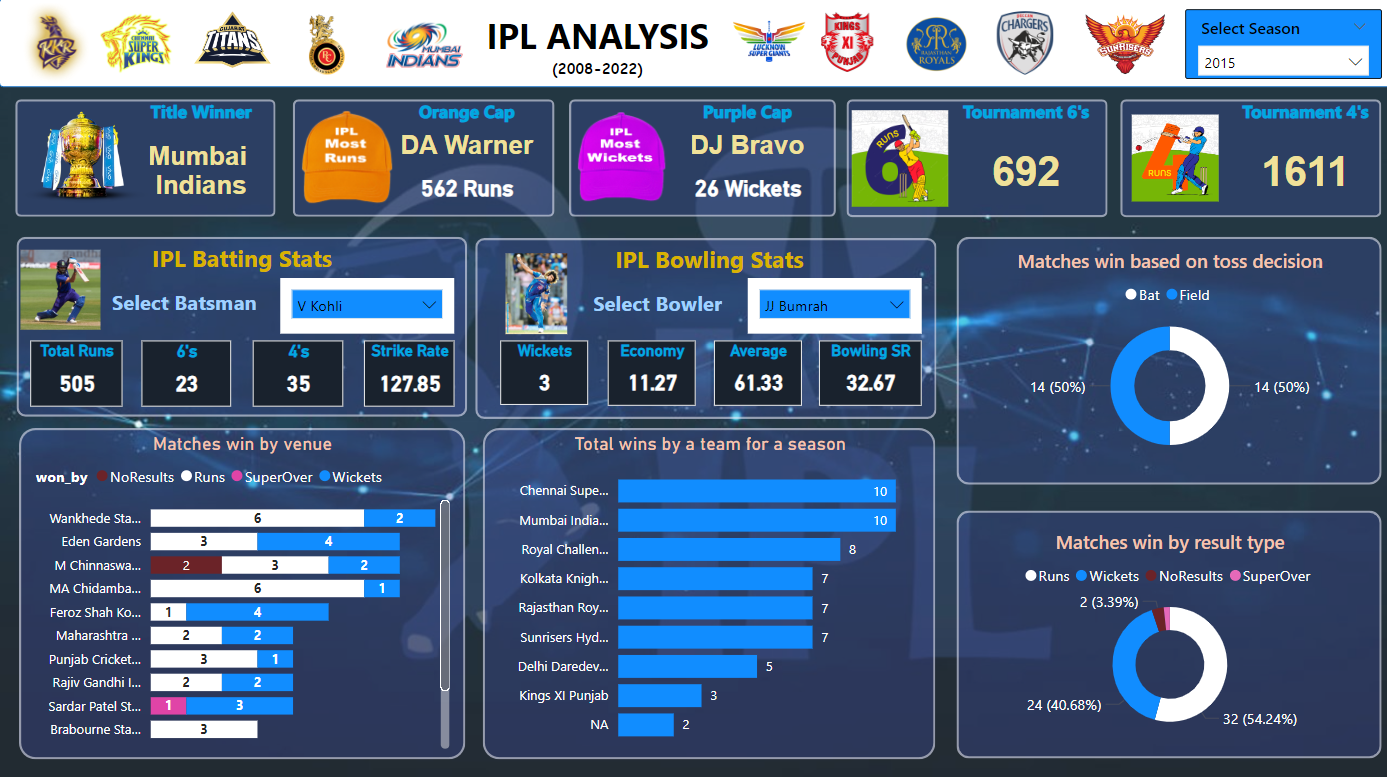 KKR
CHENNAI
SUPER
KINGS
GUJARAT
TITANS
MUMBAI
INDIANS
IPL ANALYSIS
(2008-2022)
LUCKNOW
SUPER GIANTS
KINGS
XI
PUNJAB
RR
RAJASTHAN
ROYALS
DECCAN
CHARGERS
SUNRISERS
Select Season
2015
Title Winner
Mumbai
Indians
IPL
Most
Runs
Orange Cap
DA Warner
562 Runs
IPL
Most
Wickets
Purple Cap
DJ Bravo
26 Wickets
6
RUNS
Tournament 6's
692
4
RUNS
Tournament 4's
1611
IPL Batting Stats
Select Batsman
V Kohli
Total Runs
505
6's
23
4's
35
Strike Rate
127.85
IPL Bowling Stats
Select Bowler
JJ Bumrah
Wickets
3
Economy
11.27
Average
61.33
Bowling SR
32.67
Matches win based on toss decision
Bat Field
14 (50%)
14 (50%)
Matches win by venue
won_by NoResults Runs SuperOver Wickets
Wankhede Sta... 6 2
Eden Gardens 3 4
M Chinnaswa... 2 3 2
MA Chidamba... 6 1
Feroz Shah Ko... 1 4
Maharashtra ... 2 2
Punjab Cricket... 3 1
Rajiv Gandhi I... 2 2
Sardar Patel St... 1 3
Brabourne Sta... 3
Total wins by a team for a season
Chennai Supe... 10
Mumbai India... 10
Royal Challen... 8
Kolkata Knigh... 7
Rajasthan Roy... 7
Sunrisers Hyd... 7
Delhi Daredev... 5
Kings XI Punjab 3
NA 2
Matches win by result type
Runs Wickets NoResults SuperOver
2 (3.39%)
24 (40.68%)
32 (54.24%)
IPL